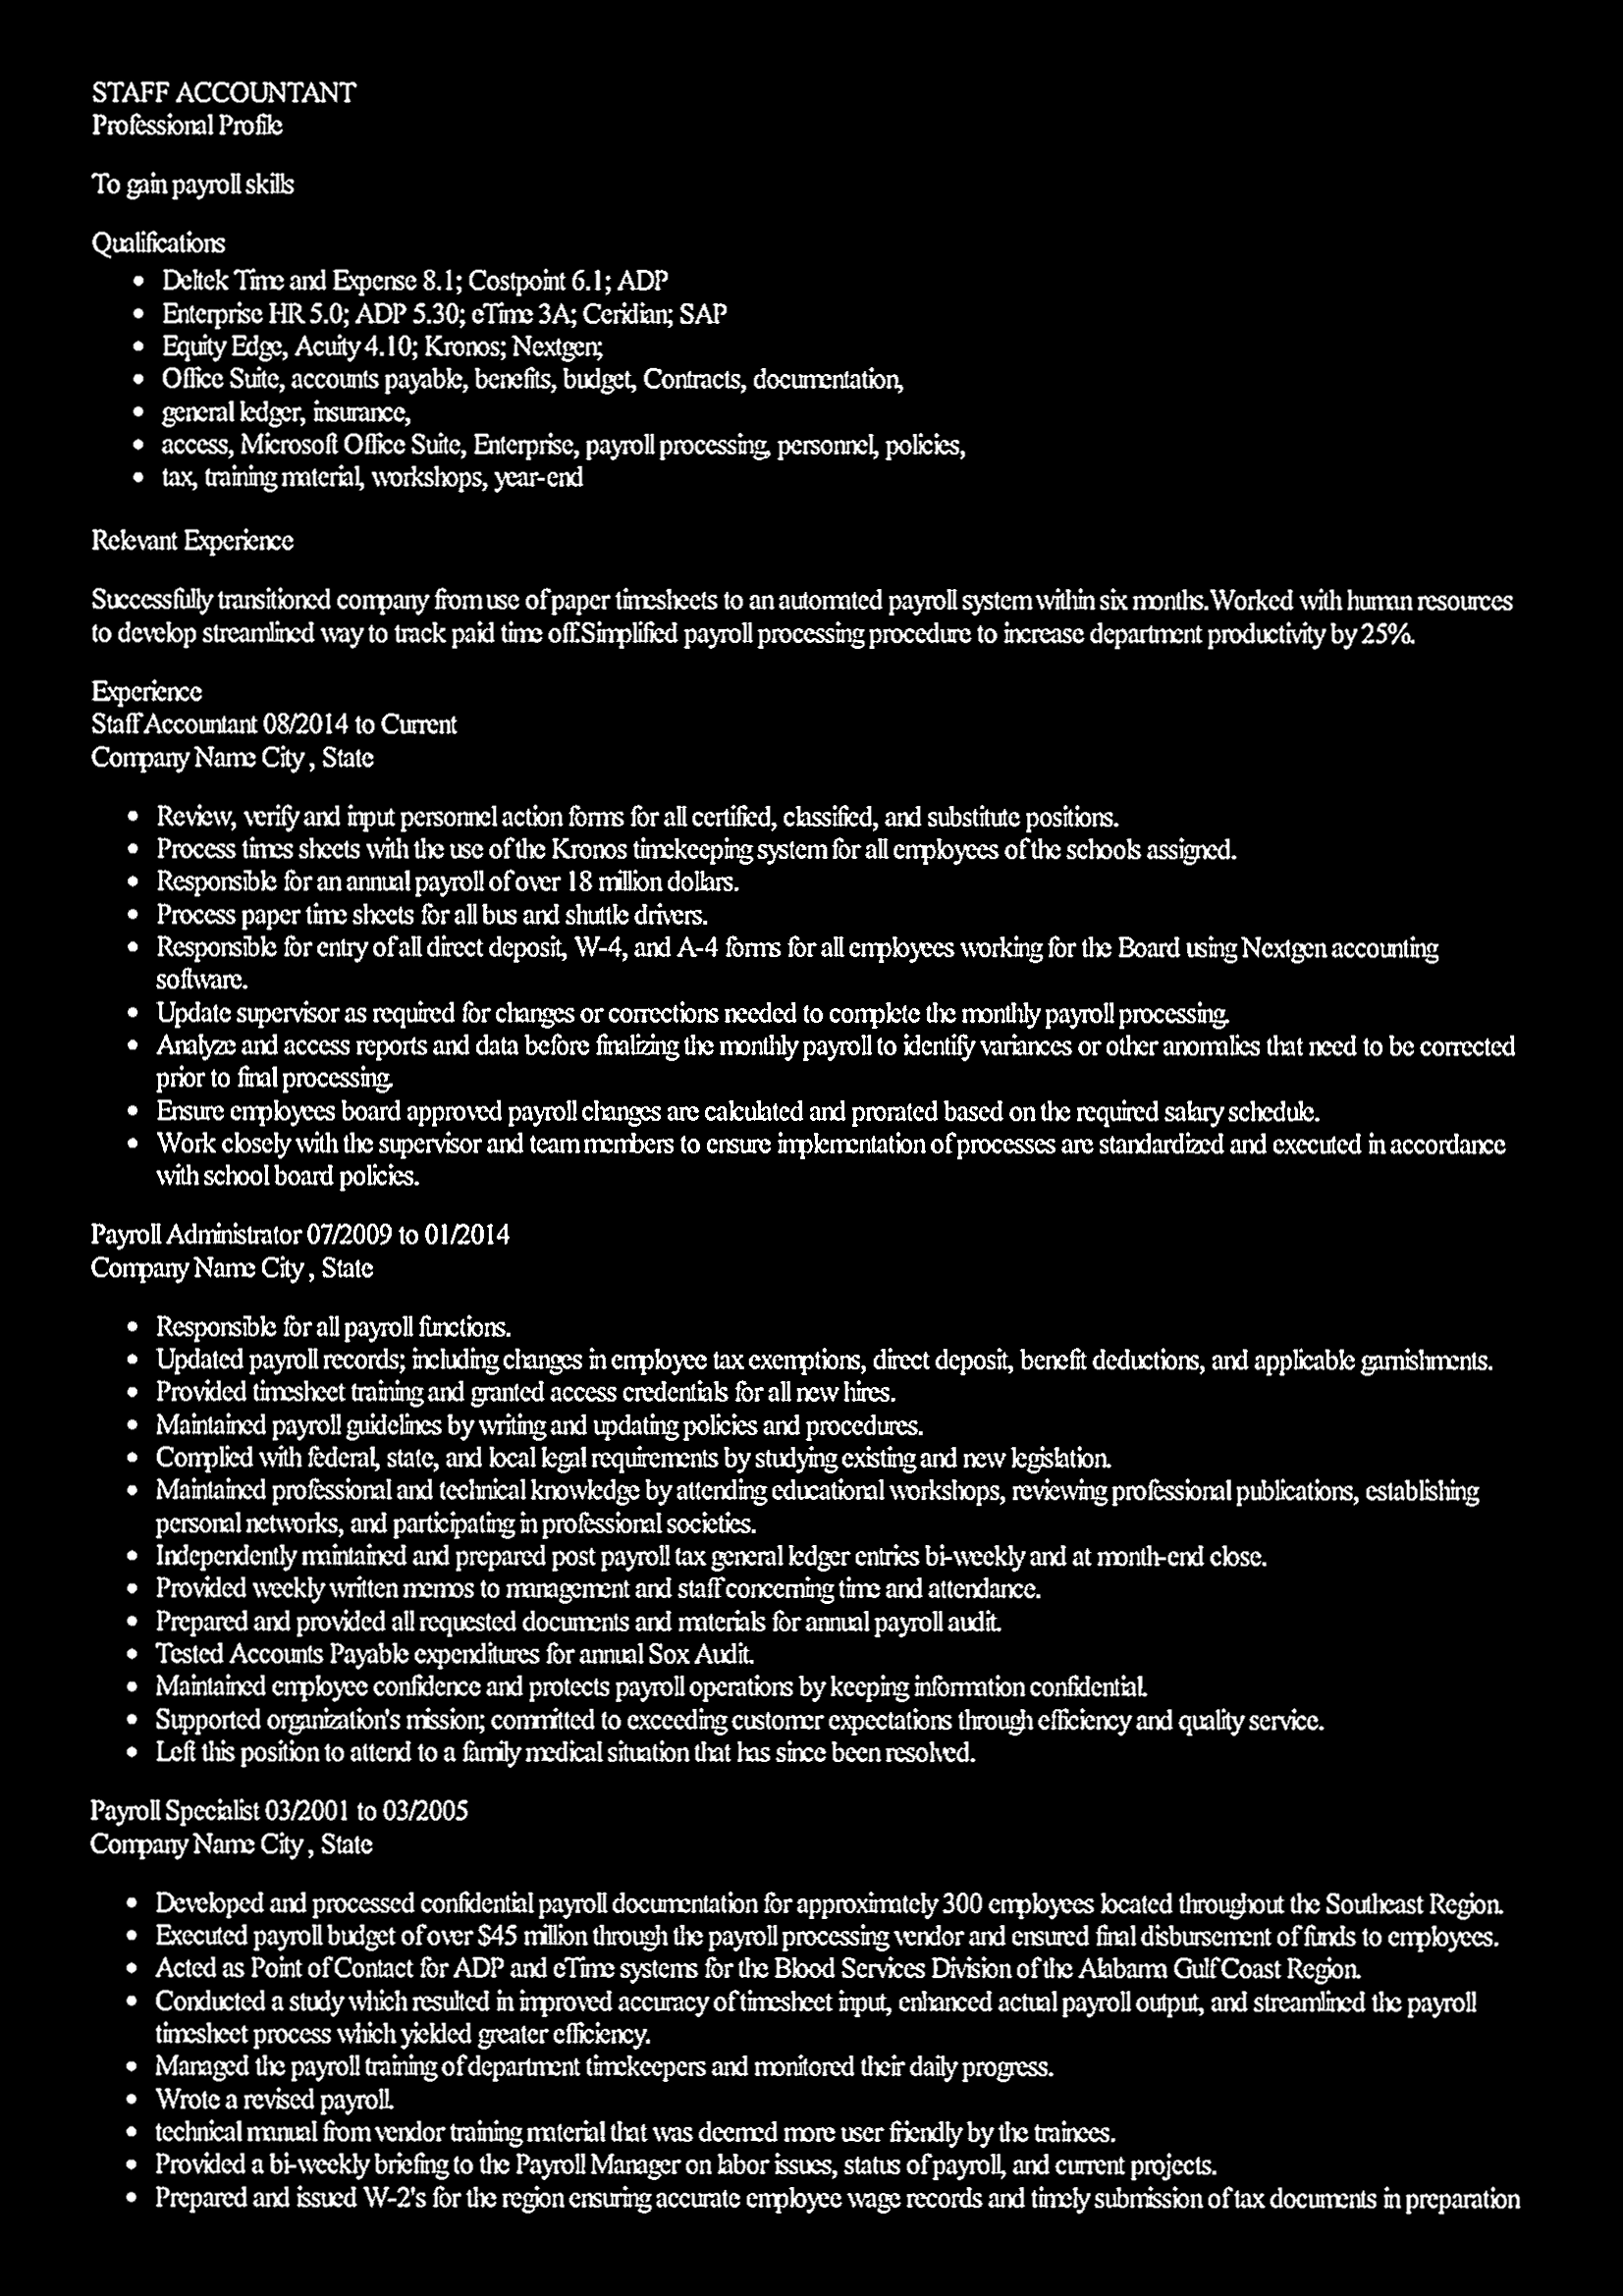 STAFF ACCOUNTANT
Professional Profile
To gain payroll skills
Qualifications
• Deltek Time and Expense 8.1; Costpoint 6.1; ADP
• Enterprise HR 5.0; ADP 5.30; eTime 3A; Ceridian; SAP
• Equity Edge, Acuity 4.10; Kronos; Nextgen;
• Office Suite, accounts payable, benefits, budget, Contracts, documentation,
• general ledger, insurance,
• access, Microsoft Office Suite, Enterprise, payroll processing, personnel, policies,
• tax, training material, workshops, year-end
Relevant Experience
Successfully transitioned company from use of paper timesheets to an automated payroll system within six months.Worked with human resources
to develop streamlined way to track paid time off.Simplified payroll processing procedure to increase department productivity by 25%.
Experience
Staff Accountant 08/2014 to Current
Company Name City , State
• Review, verify and input personnel action forms for all certified, classified, and substitute positions.
• Process times sheets with the use of the Kronos timekeeping system for all employees of the schools assigned.
• Responsible for an annual payroll of over 18 million dollars.
• Process paper time sheets for all bus and shuttle drivers.
• Responsible for entry of all direct deposit, W-4, and A-4 forms for all employees working for the Board using Nextgen accounting
software.
• Update supervisor as required for changes or corrections needed to complete the monthly payroll processing.
• Analyze and access reports and data before finalizing the monthly payroll to identify variances or other anomalies that need to be corrected
prior to final processing.
• Ensure employees board approved payroll changes are calculated and prorated based on the required salary schedule.
• Work closely with the supervisor and team members to ensure implementation of processes are standardized and executed in accordance
with school board policies.
Payroll Administrator 07/2009 to 01/2014
Company Name City , State
• Responsible for all payroll functions.
• Updated payroll records; including changes in employee tax exemptions, direct deposit, benefit deductions, and applicable garnishments.
• Provided timesheet training and granted access credentials for all new hires.
• Maintained payroll guidelines by writing and updating policies and procedures.
• Complied with federal, state, and local legal requirements by studying existing and new legislation.
• Maintained professional and technical knowledge by attending educational workshops, reviewing professional publications, establishing
personal networks, and participating in professional societies.
• Independently maintained and prepared post payroll tax general ledger entries bi-weekly and at month-end close.
• Provided weekly written memos to management and staff concerning time and attendance.
• Prepared and provided all requested documents and materials for annual payroll audit.
• Tested Accounts Payable expenditures for annual Sox Audit.
• Maintained employee confidence and protects payroll operations by keeping information confidential.
• Supported organization's mission; committed to exceeding customer expectations through efficiency and quality service.
• Left this position to attend to a family medical situation that has since been resolved.
Payroll Specialist 03/2001 to 03/2005
Company Name City , State
• Developed and processed confidential payroll documentation for approximately 300 employees located throughout the Southeast Region.
• Executed payroll budget of over $45 million through the payroll processing vendor and ensured final disbursement of funds to employees.
• Acted as Point of Contact for ADP and eTime systems for the Blood Services Division of the Alabama Gulf Coast Region.
• Conducted a study which resulted in improved accuracy of timesheet input, enhanced actual payroll output, and streamlined the payroll
timesheet process which yielded greater efficiency.
• Managed the payroll training of department timekeepers and monitored their daily progress.
• Wrote a revised payroll.
• technical manual from vendor training material that was deemed more user friendly by the trainees.
• Provided a bi-weekly briefing to the Payroll Manager on labor issues, status of payroll, and current projects.
• Prepared and issued W-2's for the region ensuring accurate employee wage records and timely submission of tax documents in preparation